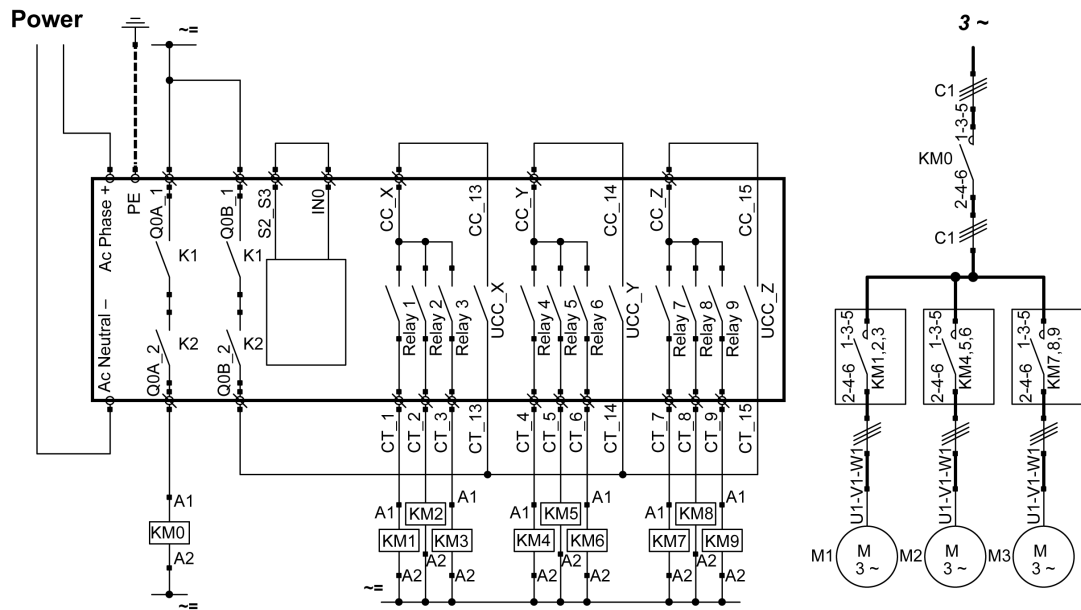 Power
~=
3 ~
C1
1-3-5
KM0
2-4-6
C1
Ac Phase +
PE
Q0A_1
Q0B_1
S2_S3
IN0
CC_X
CC_13
CC_Y
CC_14
CC_Z
CC_15
K1
K1
Relay 1
Relay 2
Relay 3
UCC_X
Relay 4
Relay 5
Relay 6
UCC_Y
Relay 7
Relay 8
Relay 9
UCC_Z
Ac Neutral –
Q0A_2
K2
Q0B_2
K2
CT_1
CT_2
CT_3
CT_13
CT_4
CT_5
CT_6
CT_14
CT_7
CT_8
CT_9
CT_15
1-3-5
2-4-6
KM1,2,3
1-3-5
2-4-6
KM4,5,6
1-3-5
2-4-6
KM7,8,9
U1-V1-W1
U1-V1-W1
U1-V1-W1
A1
KM0
A2
~=
A1
A1
KM2
KM1
KM3
A2
A2
A2
A1
A1
KM5
KM4
KM6
A2
A2
A2
A1
A1
KM8
KM7
KM9
A2
A2
A2
~=
M1
M
3 ~
M2
M
3 ~
M3
M
3 ~